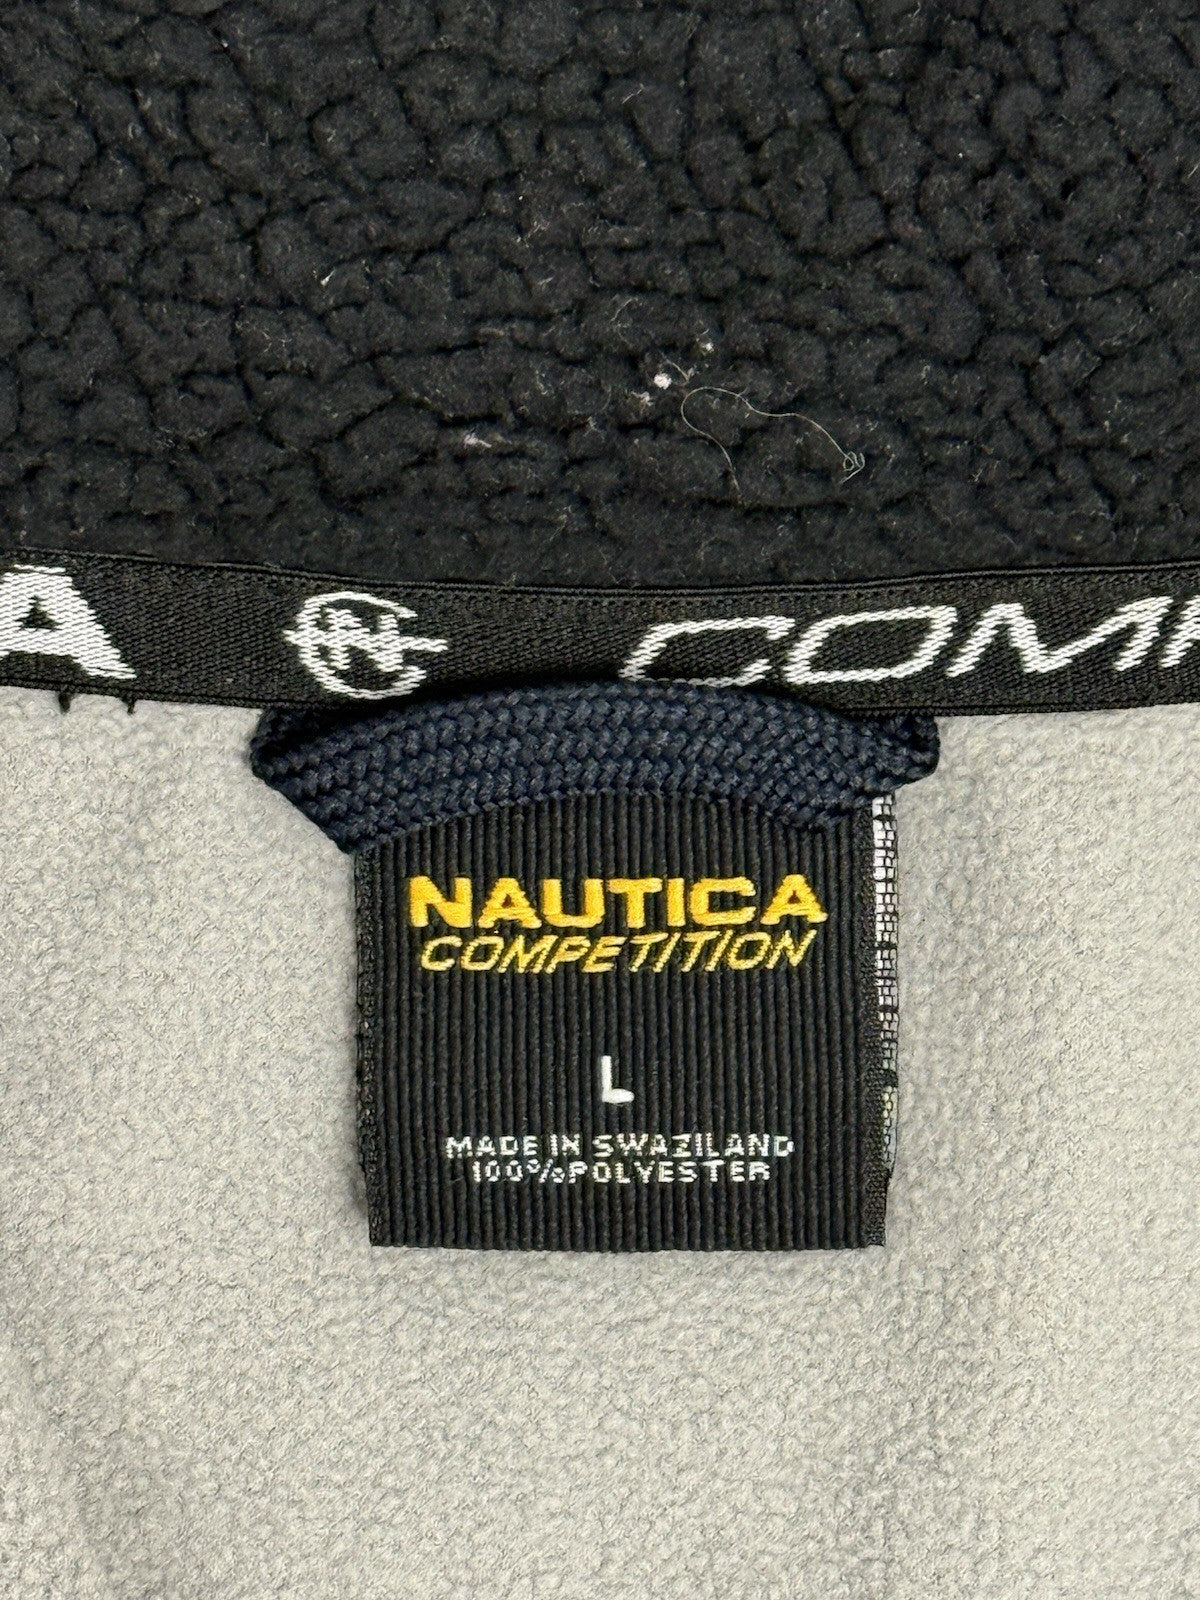 A COM
NAUTICA
COMPETITION
L
MADE IN SWAZILAND
100% POLYESTER